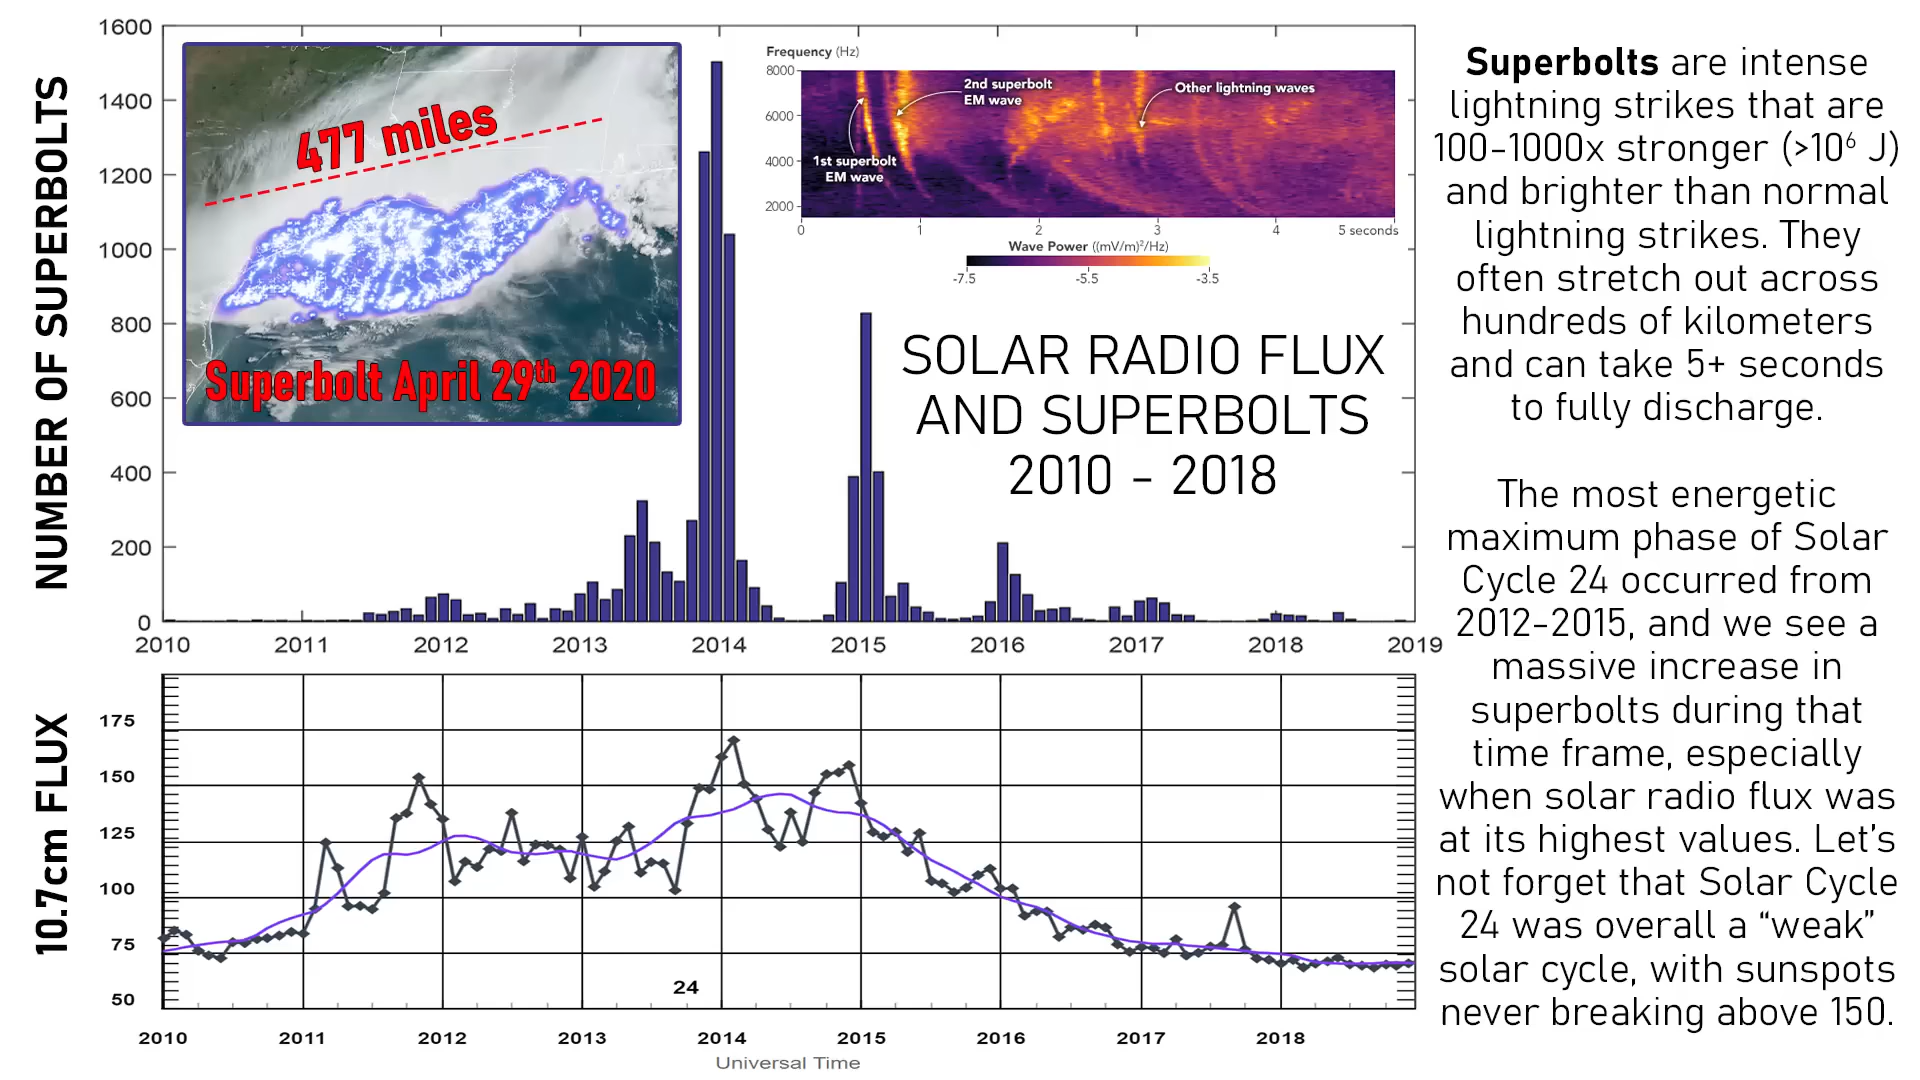 NUMBER OF SUPERBOLTS
1600
1400
1200
1000
800
600
400
200
0
2010 2011 2012 2013 2014 2015 2016 2017 2018 2019
477 miles
Superbolt April 29th 2020
Frequency (Hz)
8000
6000
4000
2000
2nd superbolt
EM wave
Other lightning waves
1st superbolt
EM wave
0 1 2 3 4 5 seconds
Wave Power ((mV/m)²/Hz)
-7.5 -5.5 -3.5
SOLAR RADIO FLUX
AND SUPERBOLTS
2010 - 2018
10.7cm FLUX
175
150
125
100
75
50
24
2010 2011 2012 2013 2014 2015 2016 2017 2018
Universal Time
Superbolts are intense
lightning strikes that are
100-1000x stronger (>10⁶ J)
and brighter than normal
lightning strikes. They
often stretch out across
hundreds of kilometers
and can take 5+ seconds
to fully discharge.
The most energetic
maximum phase of Solar
Cycle 24 occurred from
2012-2015, and we see a
massive increase in
superbolts during that
time frame, especially
when solar radio flux was
at its highest values. Let's
not forget that Solar Cycle
24 was overall a “weak”
solar cycle, with sunspots
never breaking above 150.